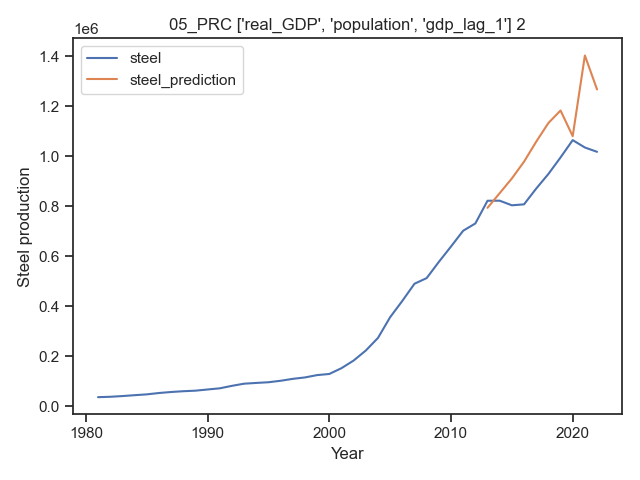 05_PRC ['real_GDP', 'population', 'gdp_lag_1'] 2
1e6
steel
steel_prediction
1.4
1.2
1.0
0.8
0.6
0.4
0.2
0.0
Steel production
1980
1990
2000
2010
2020
Year